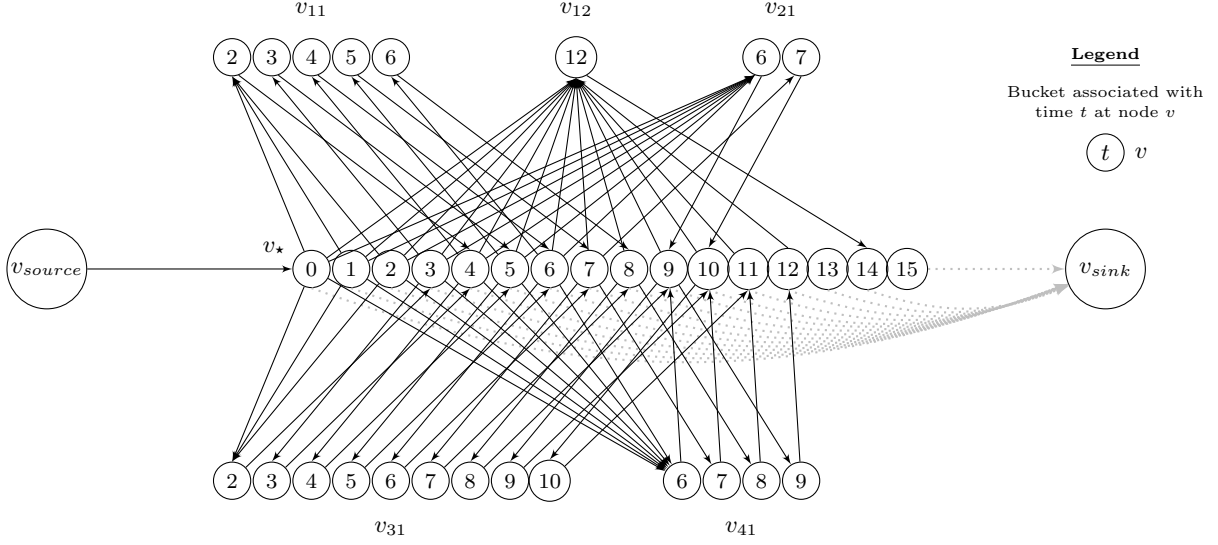 v₁₁ v₁₂ v₂₁
2 3 4 5 6 12 6 7
Legend
Bucket associated with
time t at node v
t v
v⋆
v_source 0 1 2 3 4 5 6 7 8 9 10 11 12 13 14 15 v_sink
2 3 4 5 6 7 8 9 10 6 7 8 9
v₃₁ v₄₁